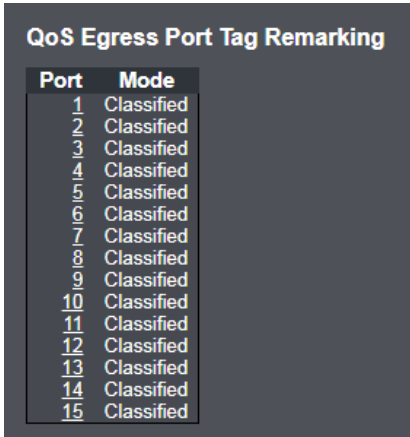 QoS Egress Port Tag Remarking
Port Mode
1 Classified
2 Classified
3 Classified
4 Classified
5 Classified
6 Classified
7 Classified
8 Classified
9 Classified
10 Classified
11 Classified
12 Classified
13 Classified
14 Classified
15 Classified